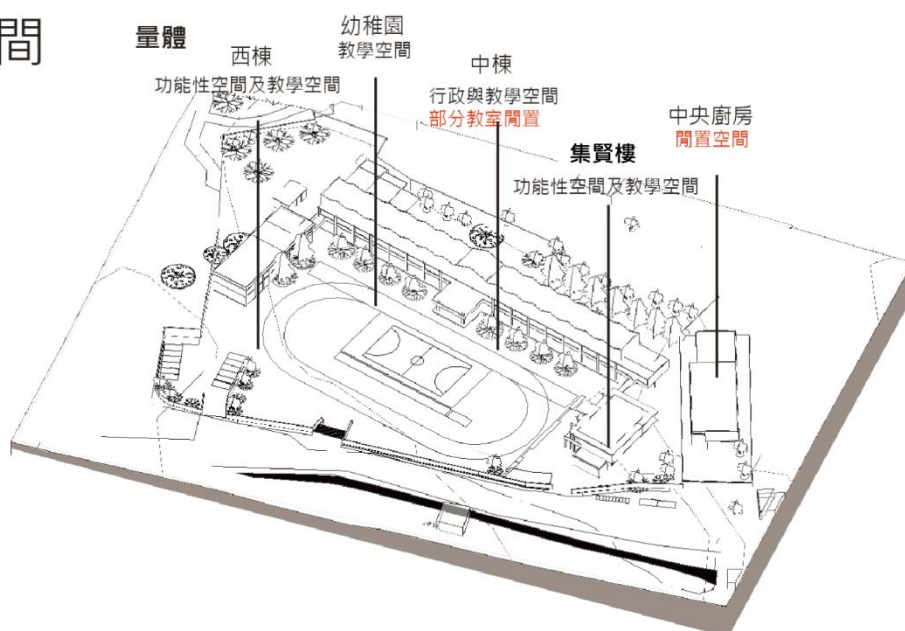 間
量體
西棟
功能性空間及教學空間
幼稚園
教學空間
中棟
行政與教學空間
部分教室閒置
集賢樓
功能性空間及教學空間
中央廚房
閒置空間